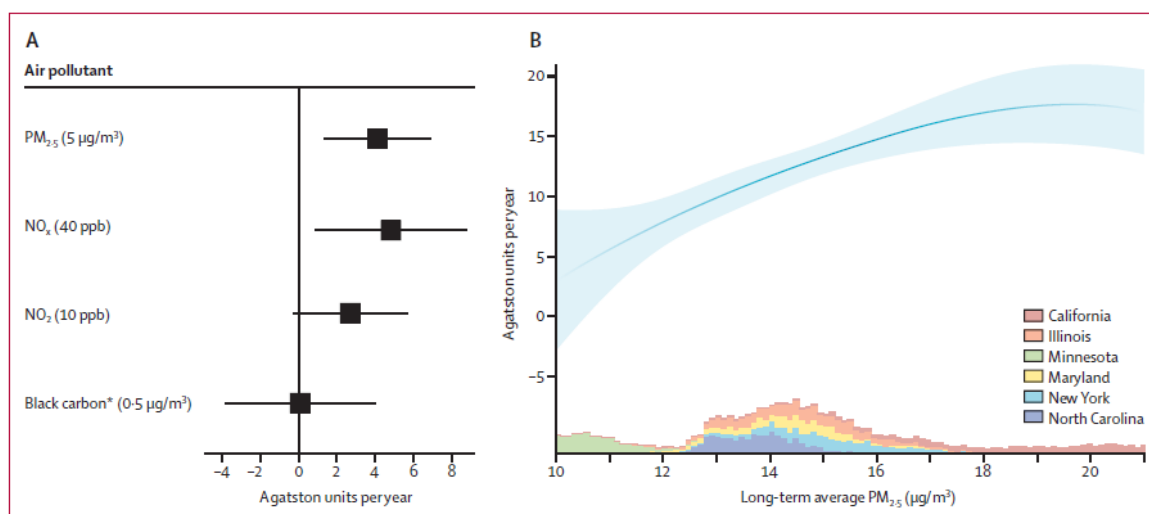 A
Air pollutant
PM2·5 (5 µg/m³)
NOx (40 ppb)
NO2 (10 ppb)
Black carbon* (0·5 µg/m³)
−4 −2 0 2 4 6 8
Agatston units per year
B
20
15
10
5
0
−5
Agatston units per year
California
Illinois
Minnesota
Maryland
New York
North Carolina
10 12 14 16 18 20
Long-term average PM2·5 (µg/m³)